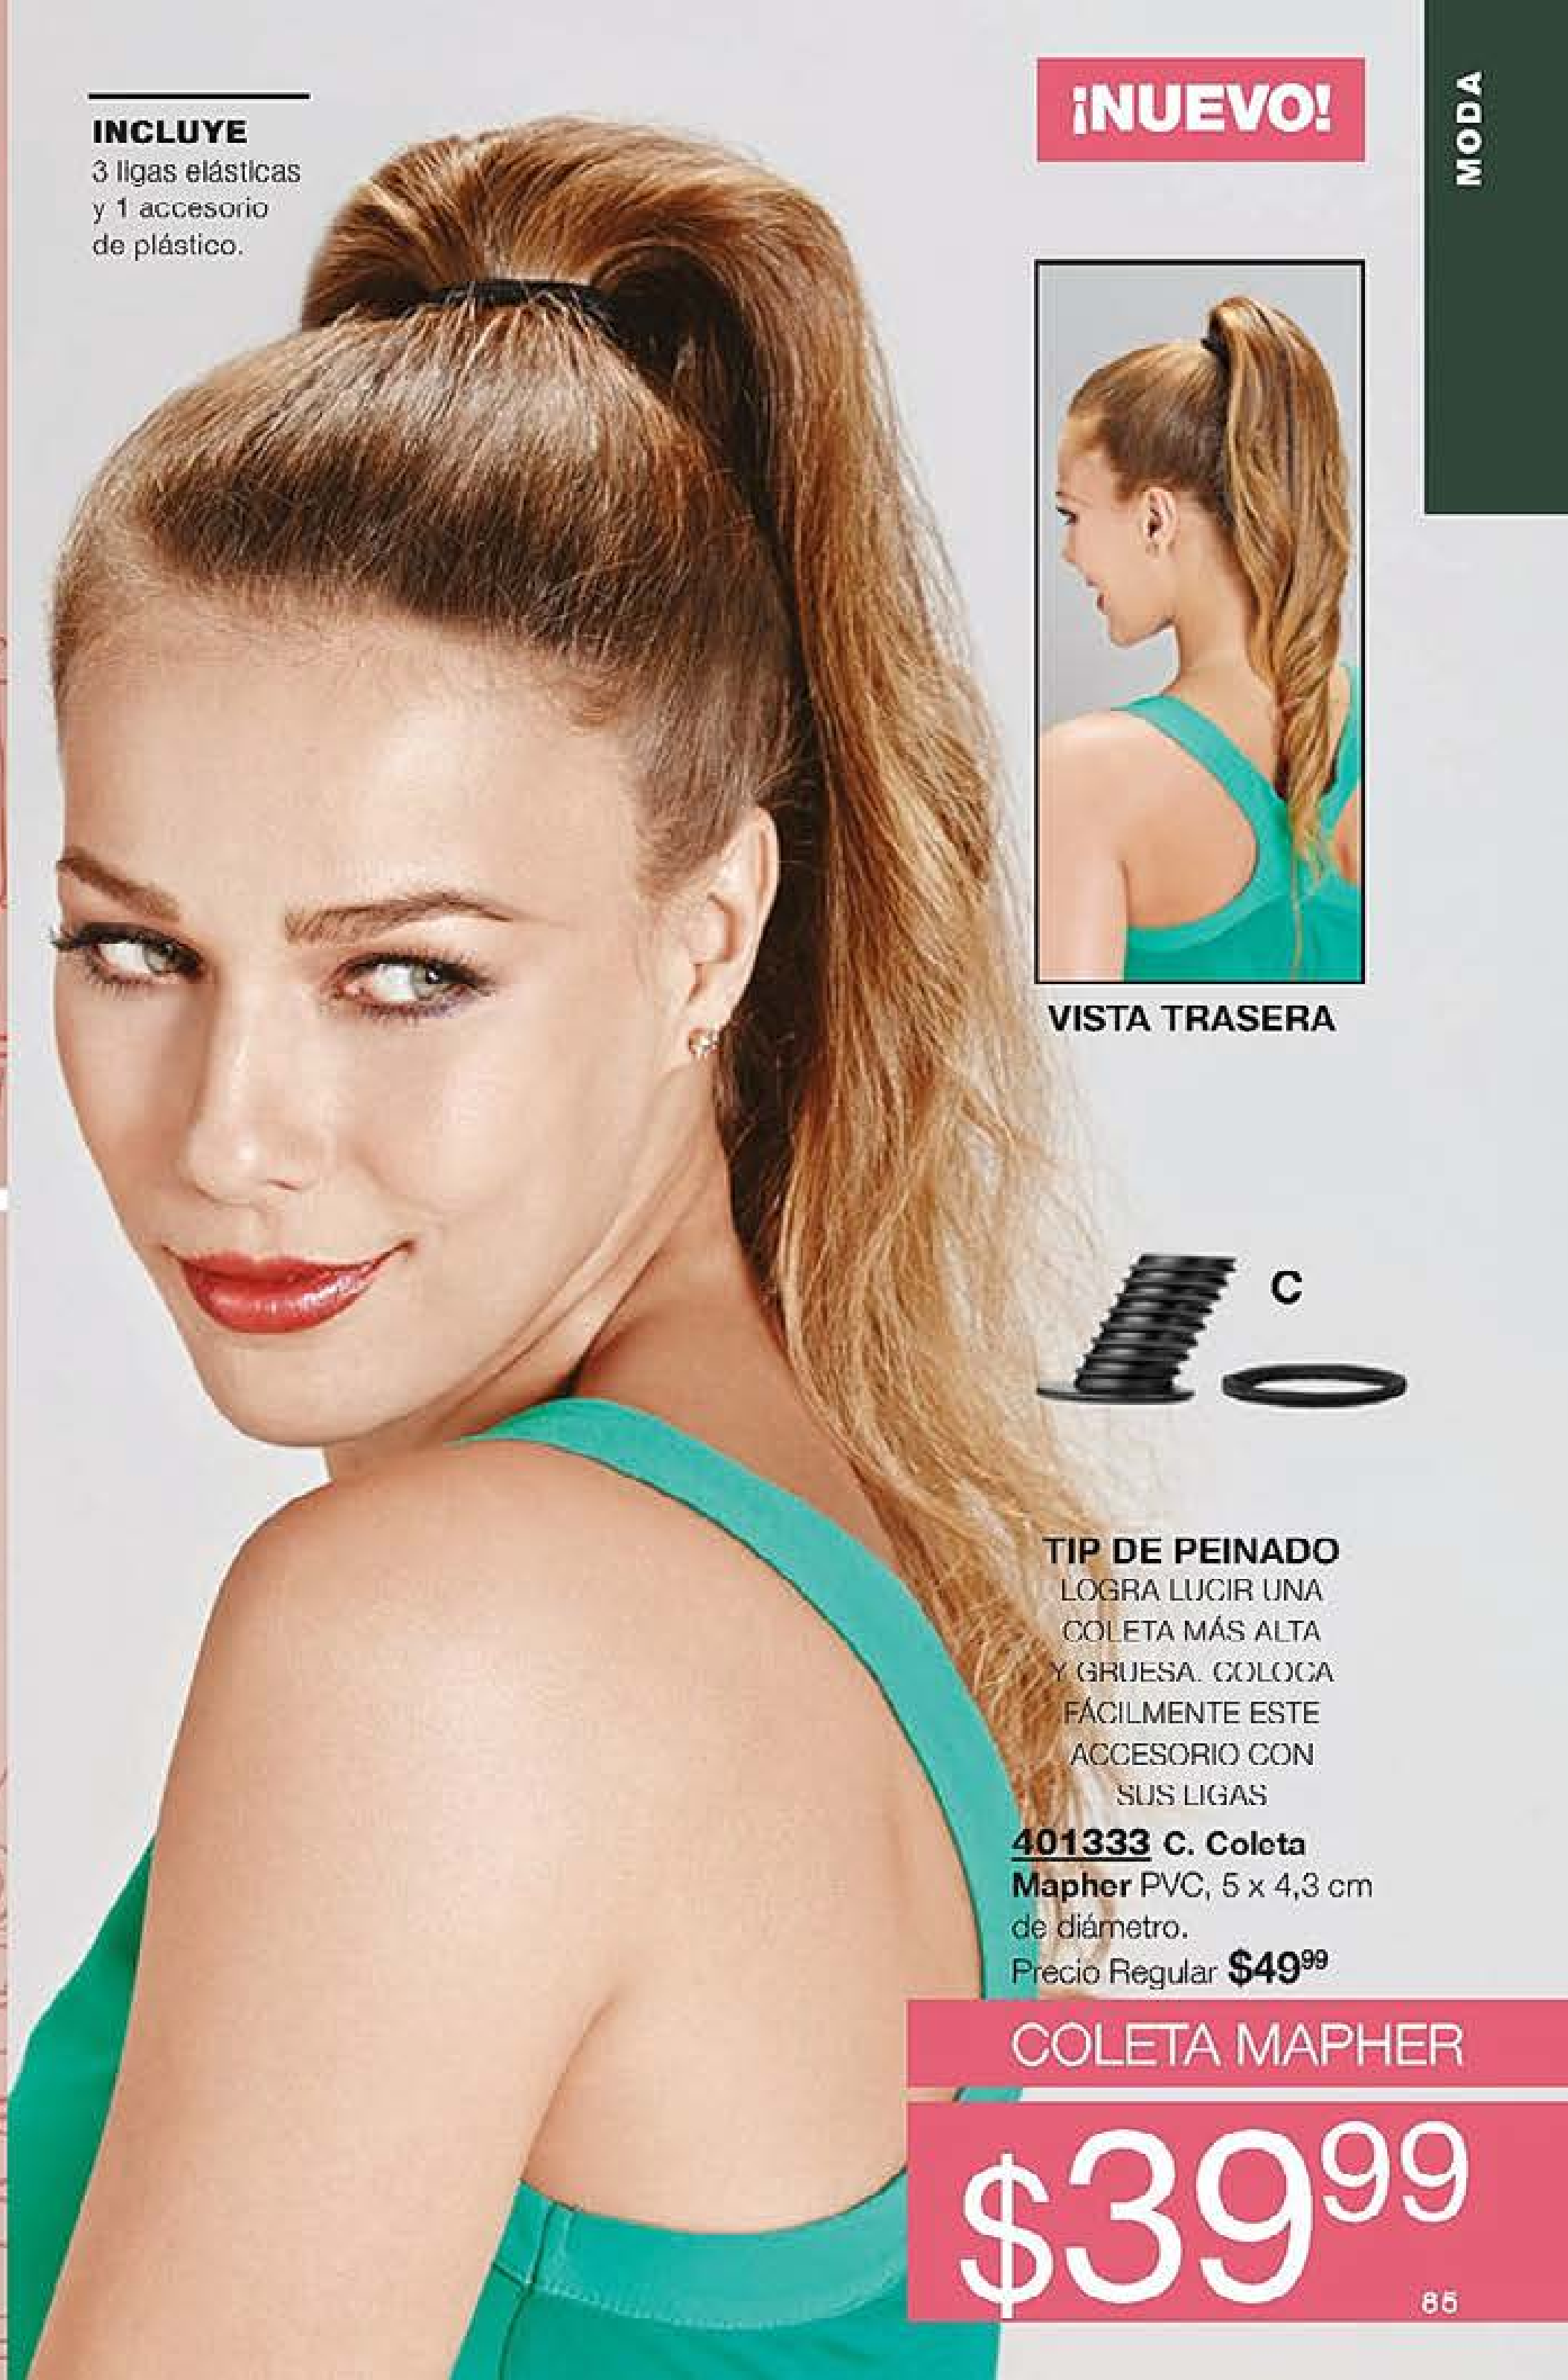 INCLUYE
3 ligas elásticas
y 1 accesorio
de plástico.
¡NUEVO!
MODA
VISTA TRASERA
C
TIP DE PEINADO
LOGRA LUCIR UNA
COLETA MÁS ALTA
Y GRUESA. COLOCA
FÁCILMENTE ESTE
ACCESORIO CON
SUS LIGAS
401333 C. Coleta
Mapher PVC, 5 x 4,3 cm
de diámetro.
Precio Regular $49⁹⁹
COLETA MAPHER
$39⁹⁹
85